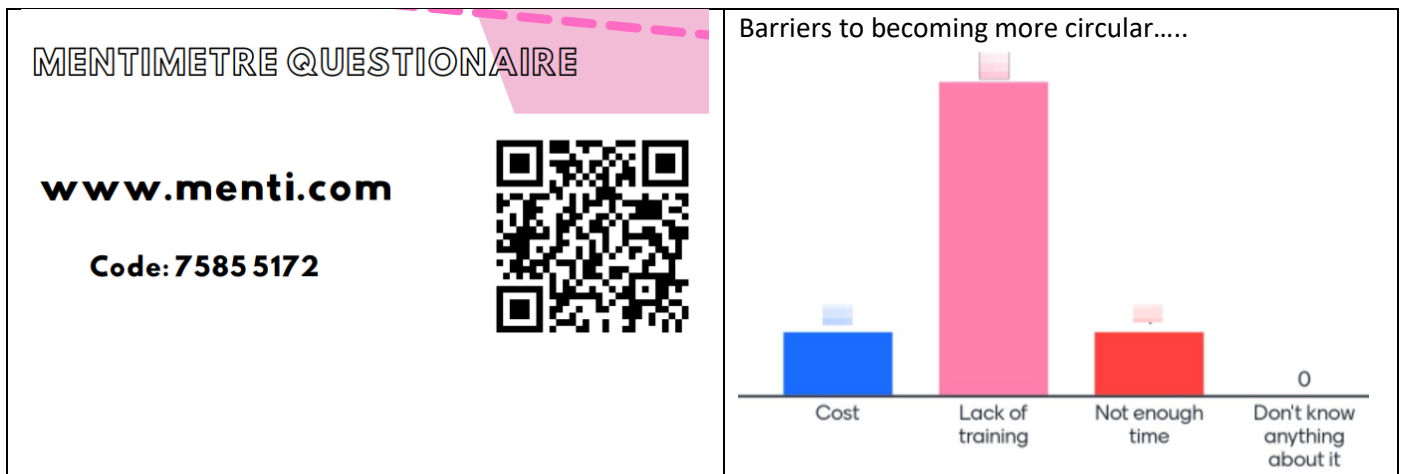 MENTIMETRE QUESTIONAIRE
www.menti.com
Code: 7585 5172
Barriers to becoming more circular…..
0
Cost
Lack of
training
Not enough
time
Don't know
anything
about it